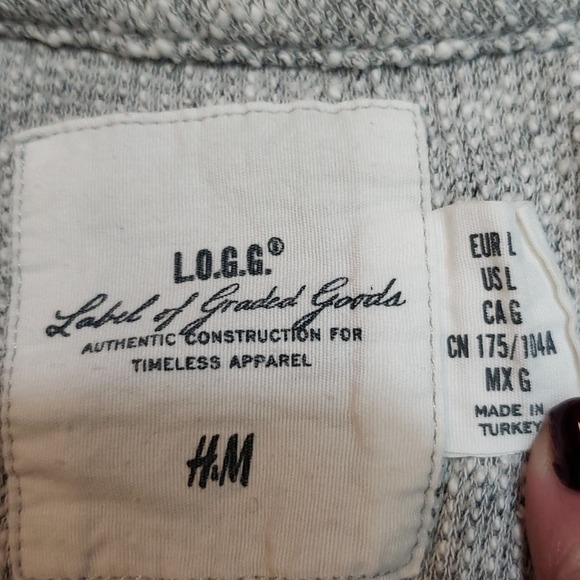 L.O.G.G.®
Label of Graded Goods
AUTHENTIC CONSTRUCTION FOR
TIMELESS APPAREL
H&M
EUR L
US L
CA G
CN 175/104A
MX G
MADE IN
TURKEY